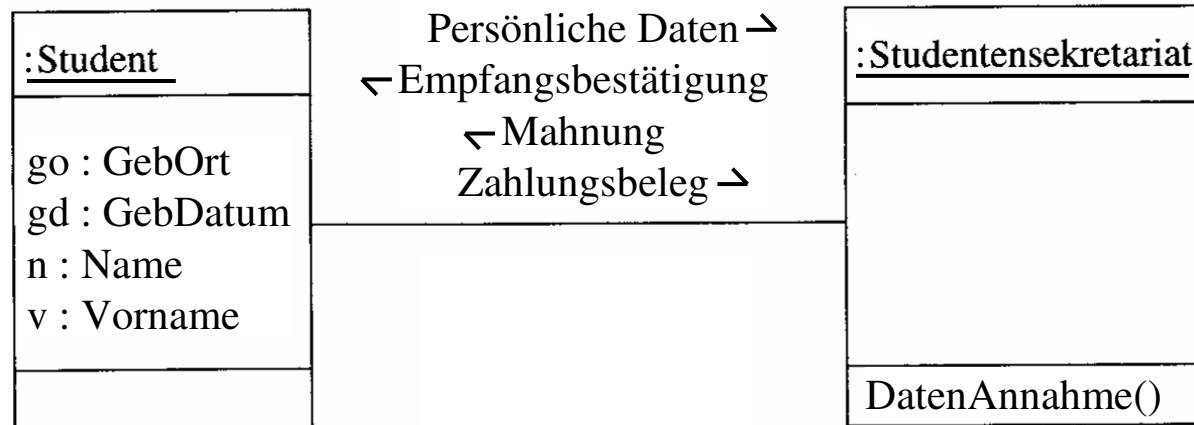 :Student
go : GebOrt
gd : GebDatum
n : Name
v : Vorname
Persönliche Daten
Empfangsbestätigung
Mahnung
Zahlungsbeleg
:Studentensekretariat
DatenAnnahme()